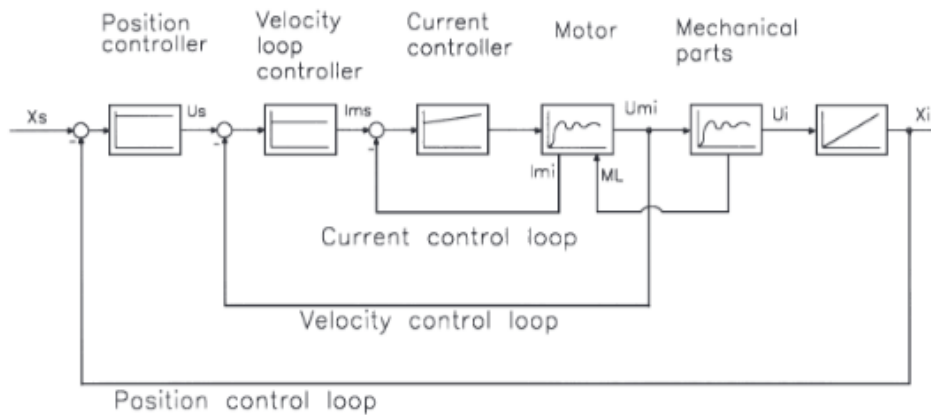 Position
controller
Velocity
loop
controller
Current
controller
Motor
Mechanical
parts
Xs
Us
Ims
Umi
Ui
Xi
Imi
ML
Current control loop
Velocity control loop
Position control loop